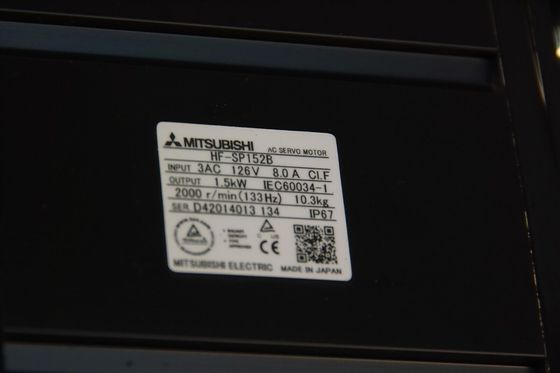 MITSUBISHI AC SERVO MOTOR
HF-SP152B
INPUT 3AC 126V 8.0A CI.F
OUTPUT 1.5kW IEC60034-1
2000 r/min(133Hz) 10.3kg
SER. D42014013 134 IP67
CE
MITSUBISHI ELECTRIC MADE IN JAPAN